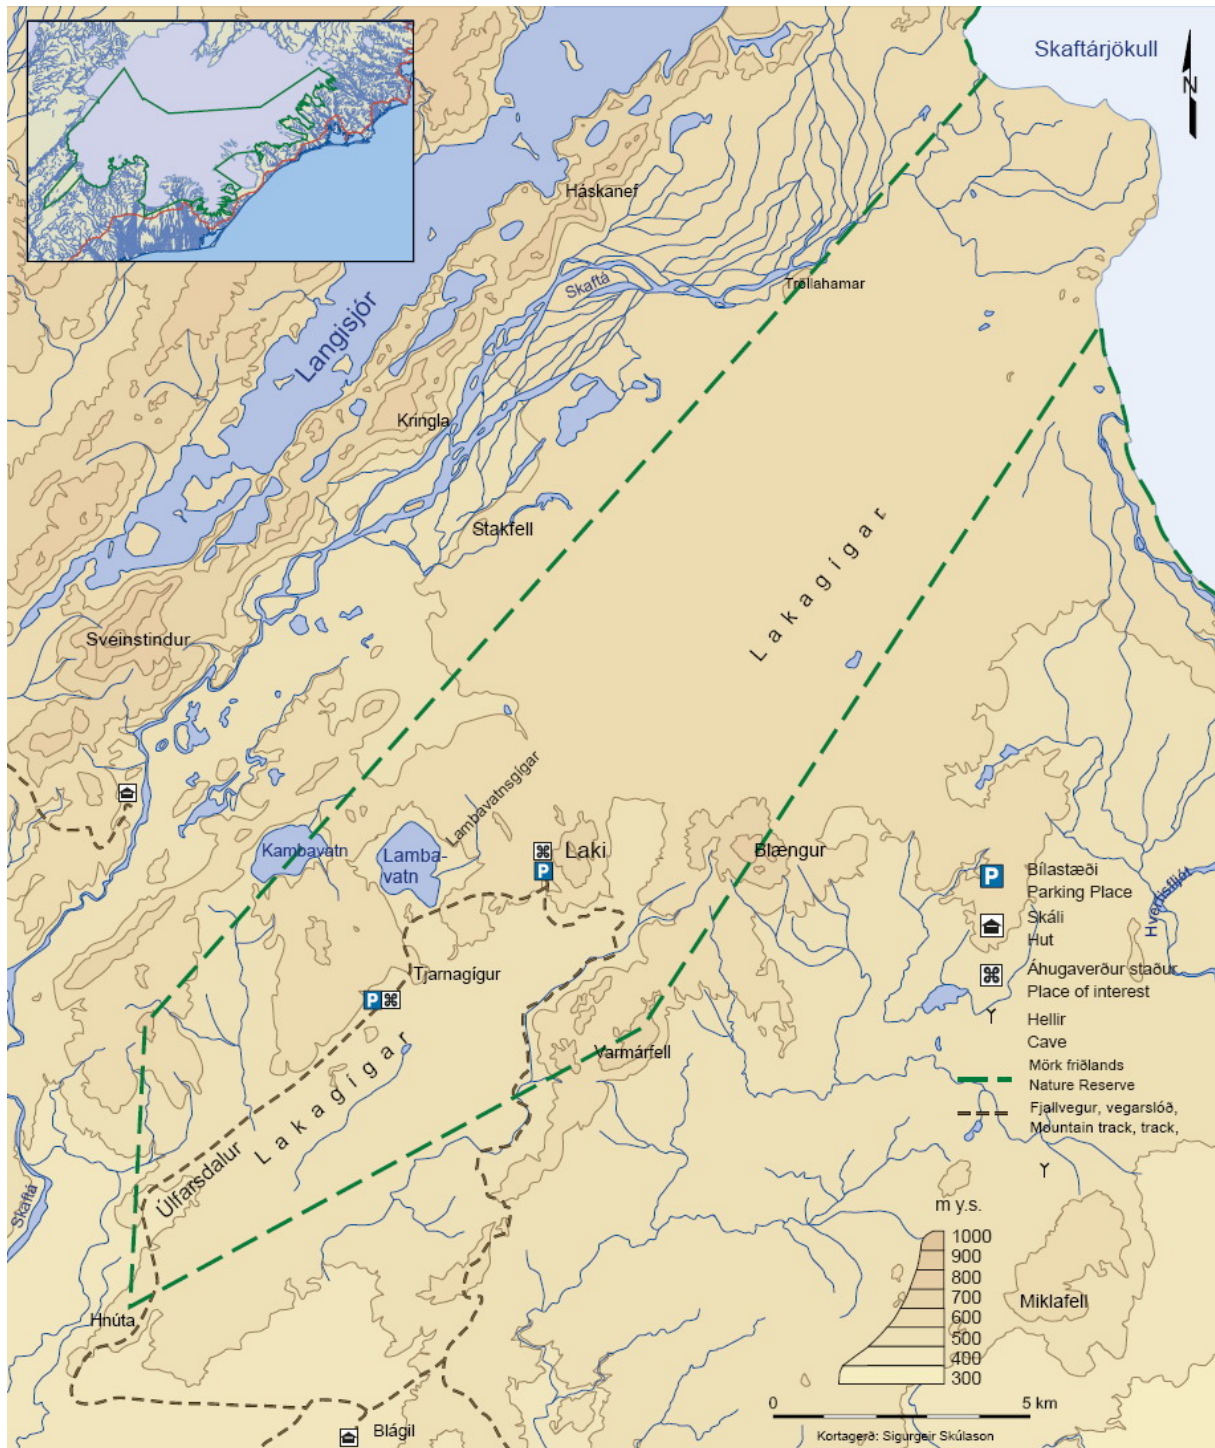 Skaftárjökull
N
Háskanef
Skaftá
Tröllahamar
Langisjór
Kringla
Stakfell
Lakagígar
Sveinstindur
Lambavatnsgígar
Kambavatn
Lamba-
vatn
Laki
Blængur
P
P
Bílastæði
Parking Place
Hverfisfljót
Skáli
Hut
Tjarnagígur
P
Áhugaverður staður
Place of interest
Hellir
Cave
Varmárfell
Mörk friðlands
Nature Reserve
Fjallvegur, vegarslóð,
Mountain track, track,
Lakagígar
Úlfarsdalur
Skaftá
m y.s.
1000
900
800
700
600
500
400
300
Miklafell
Hnúta
0 5 km
Blágil
Kortagerð: Sigurgeir Skúlason